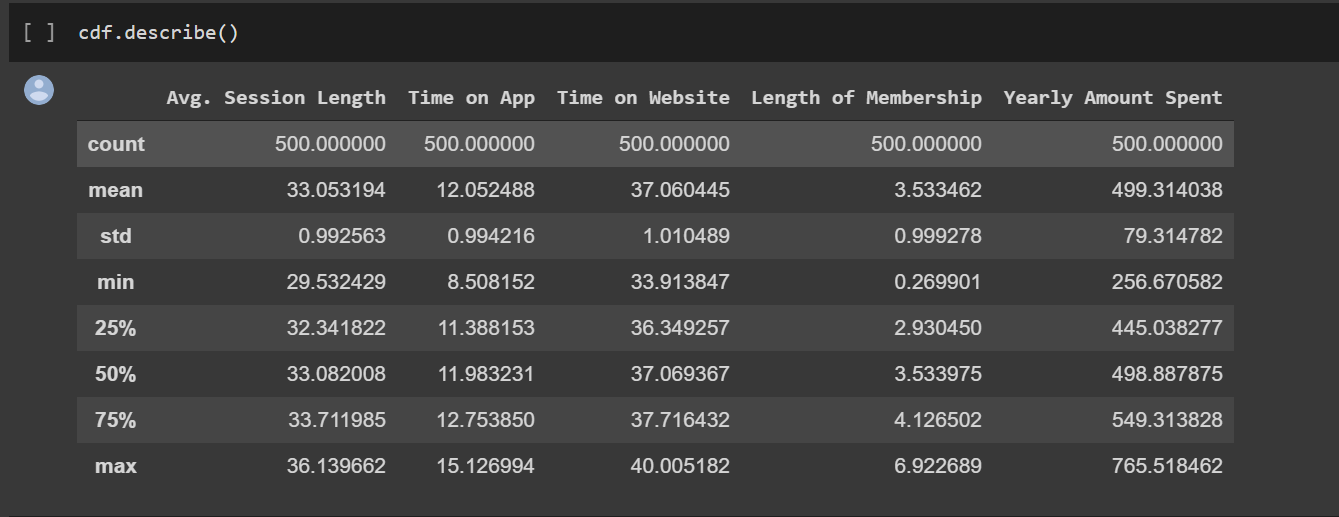 [ ] cdf.describe()
Avg. Session Length Time on App Time on Website Length of Membership Yearly Amount Spent
count 500.000000 500.000000 500.000000 500.000000 500.000000
mean 33.053194 12.052488 37.060445 3.533462 499.314038
std 0.992563 0.994216 1.010489 0.999278 79.314782
min 29.532429 8.508152 33.913847 0.269901 256.670582
25% 32.341822 11.388153 36.349257 2.930450 445.038277
50% 33.082008 11.983231 37.069367 3.533975 498.887875
75% 33.711985 12.753850 37.716432 4.126502 549.313828
max 36.139662 15.126994 40.005182 6.922689 765.518462